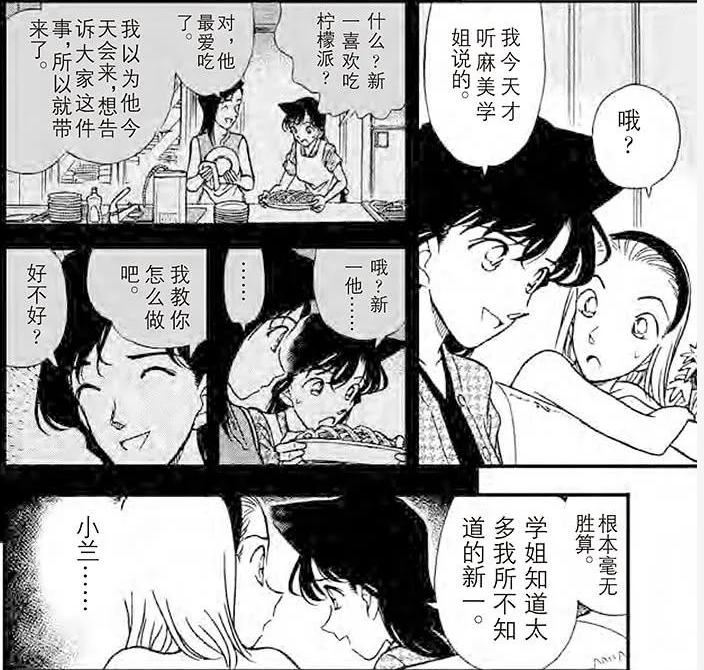 哦？
我今天才
听麻美学
姐说的。
什么？新
一喜欢吃
柠檬派？
对，他
最爱吃
了。
我以为他今
天会来，想告
诉大家这件
事，所以就带
来了。
哦？新
一他……
……
我教你
怎么做
吧。
好不好？
根本毫无
胜算。
学姐知道太
多我所不知
道的新一。
小兰……